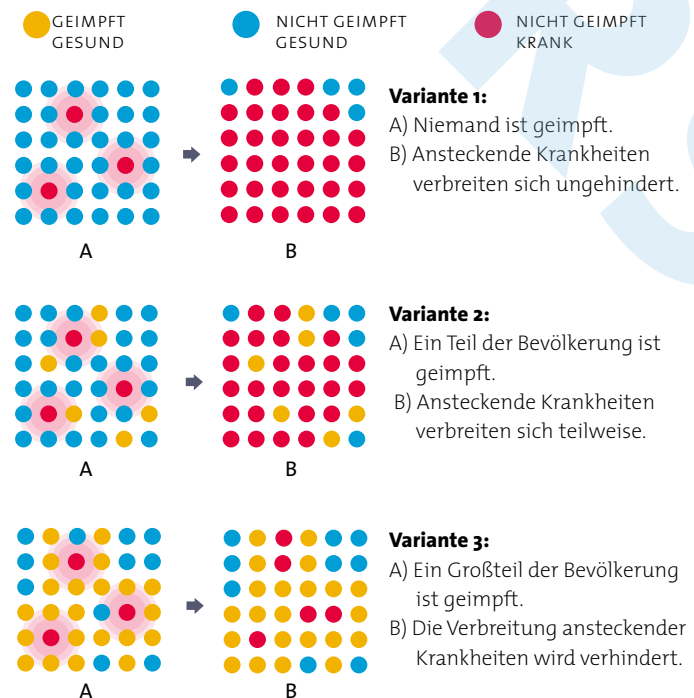 GEIMPFT
GESUND
NICHT GEIMPFT
GESUND
NICHT GEIMPFT
KRANK
Variante 1:
A) Niemand ist geimpft.
B) Ansteckende Krankheiten
verbreiten sich ungehindert.
A
B
Variante 2:
A) Ein Teil der Bevölkerung ist
geimpft.
B) Ansteckende Krankheiten
verbreiten sich teilweise.
A
B
Variante 3:
A) Ein Großteil der Bevölkerung
ist geimpft.
B) Die Verbreitung ansteckender
Krankheiten wird verhindert.
A
B